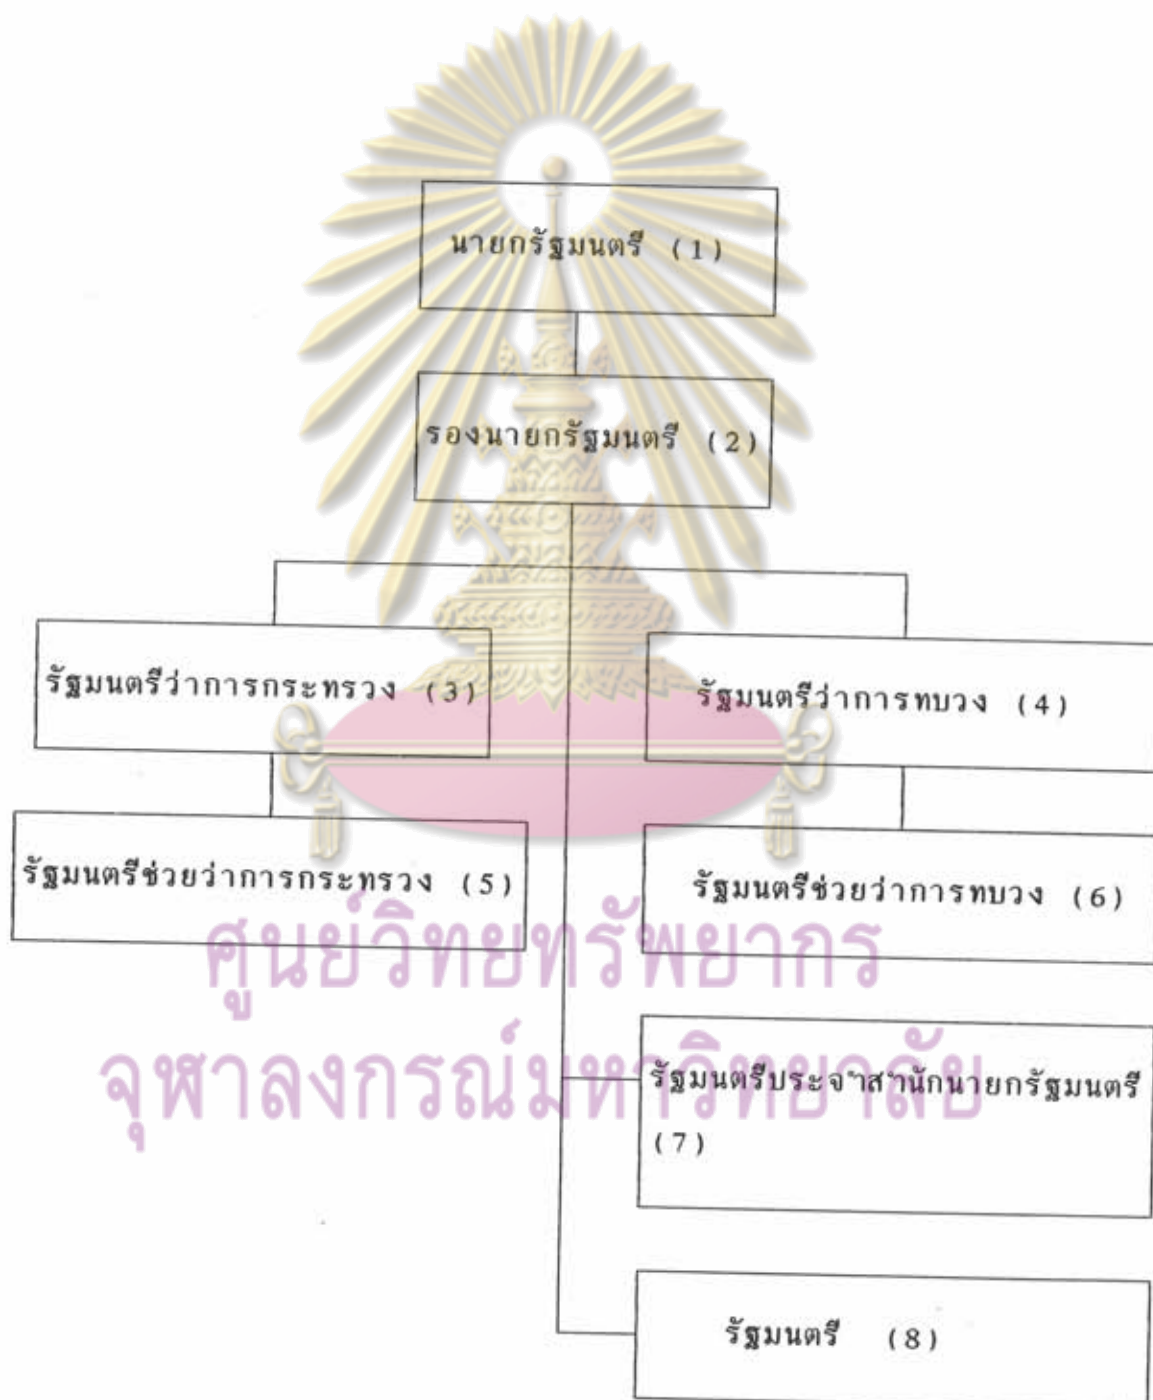 นายกรัฐมนตรี (1)
รองนายกรัฐมนตรี (2)
รัฐมนตรีว่าการกระทรวง (3)
รัฐมนตรีว่าการทบวง (4)
รัฐมนตรีช่วยว่าการกระทรวง (5)
รัฐมนตรีช่วยว่าการทบวง (6)
ศูนย์วิทยทรัพยากร
จุฬาลงกรณ์มหาวิทยาลัย
รัฐมนตรีประจำสำนักนายกรัฐมนตรี
(7)
รัฐมนตรี (8)